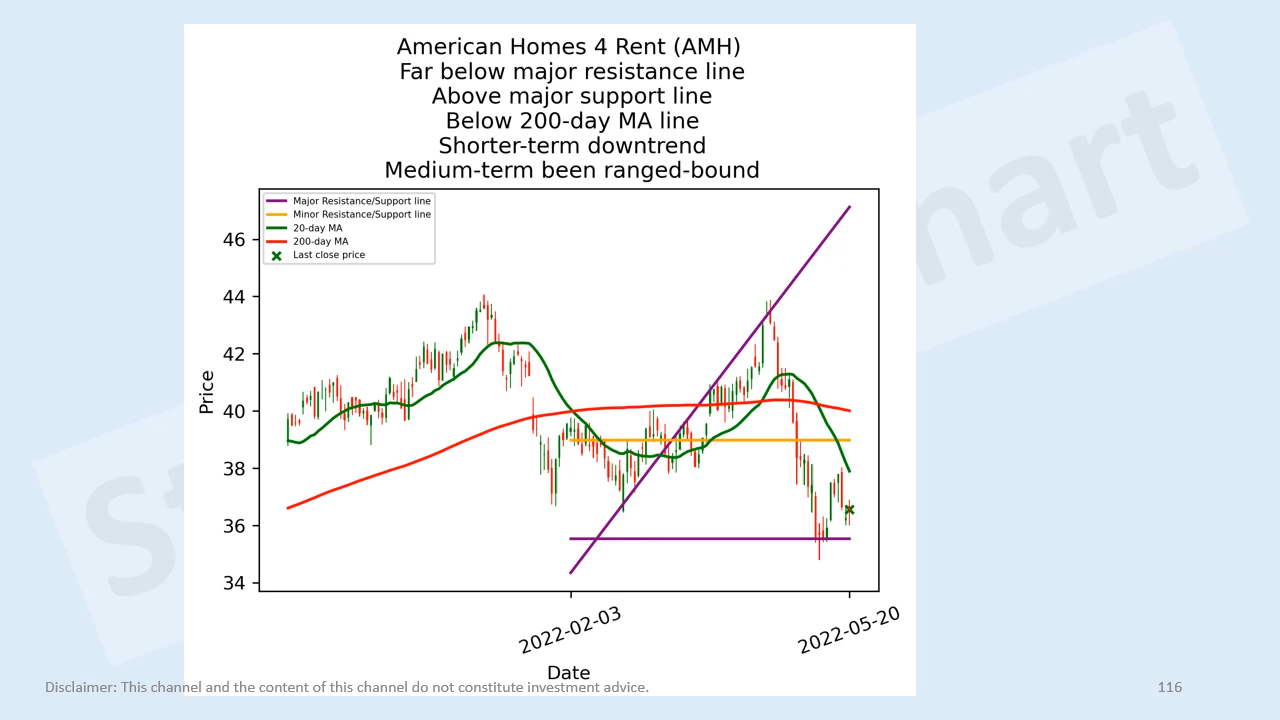 American Homes 4 Rent (AMH)
Far below major resistance line
Above major support line
Below 200-day MA line
Shorter-term downtrend
Medium-term been ranged-bound
Major Resistance/Support line
Minor Resistance/Support line
20-day MA
200-day MA
Last close price
46
44
42
40
38
36
34
Price
2022-02-03
2022-05-20
Date
Disclaimer: This channel and the content of this channel do not constitute investment advice.
116